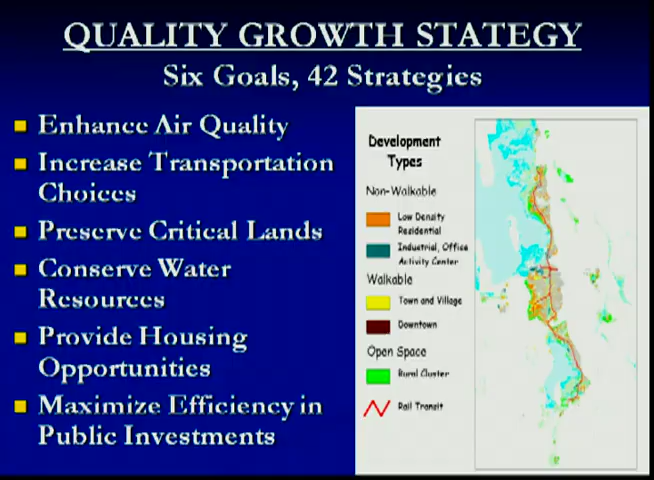 QUALITY GROWTH STATEGY
Six Goals, 42 Strategies
Enhance Air Quality
Increase Transportation
Choices
Preserve Critical Lands
Conserve Water
Resources
Provide Housing
Opportunities
Maximize Efficiency in
Public Investments
Development
Types
Non-Walkable
Low Density
Residential
Industrial, Office
Activity Center
Walkable
Town and Village
Downtown
Open Space
Rural Cluster
Rail Transit